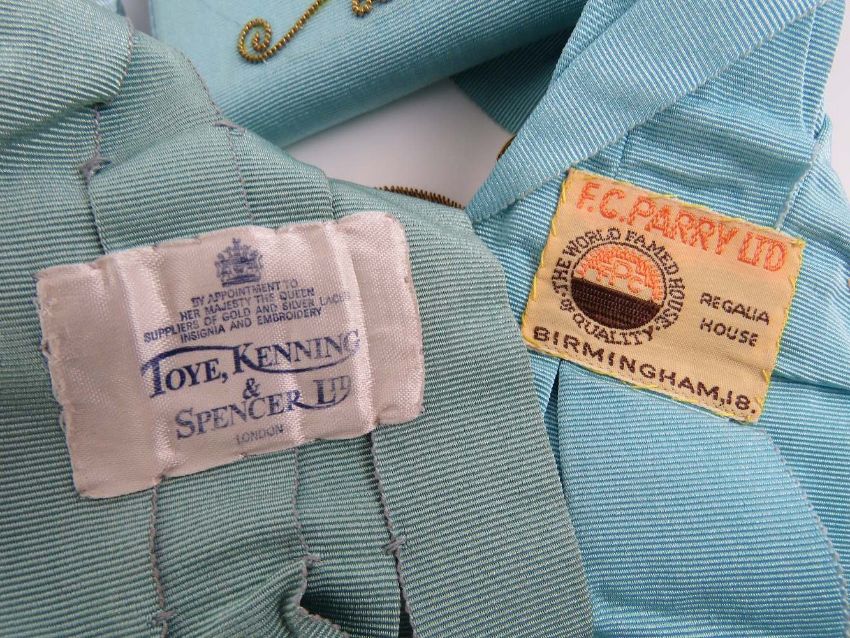 BY APPOINTMENT TO
HER MAJESTY THE QUEEN
SUPPLIERS OF GOLD AND SILVER LACES
INSIGNIA AND EMBROIDERY
TOYE, KENNING
&
SPENCER LTD
LONDON
F.C. PARRY LTD
THE WORLD FAMED HOUSE
OF QUALITY
REGALIA
HOUSE
BIRMINGHAM, 18.